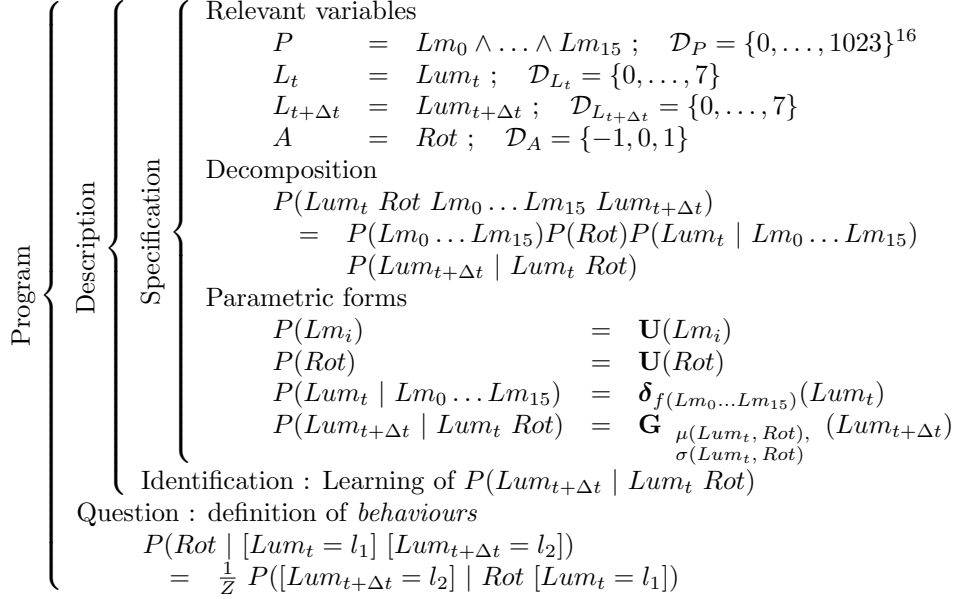 Program
Description
Specification
Relevant variables
P = Lm_0 ∧ … ∧ Lm_15 ; 𝒟_P = {0, …, 1023}^16
L_t = Lum_t ; 𝒟_{L_t} = {0, …, 7}
L_{t+Δt} = Lum_{t+Δt} ; 𝒟_{L_{t+Δt}} = {0, …, 7}
A = Rot ; 𝒟_A = {−1, 0, 1}
Decomposition
P(Lum_t Rot Lm_0 … Lm_15 Lum_{t+Δt})
= P(Lm_0 … Lm_15)P(Rot)P(Lum_t | Lm_0 … Lm_15)
P(Lum_{t+Δt} | Lum_t Rot)
Parametric forms
P(Lm_i) = U(Lm_i)
P(Rot) = U(Rot)
P(Lum_t | Lm_0 … Lm_15) = δ_{f(Lm_0…Lm_15)}(Lum_t)
P(Lum_{t+Δt} | Lum_t Rot) = G_{μ(Lum_t, Rot), σ(Lum_t, Rot)} (Lum_{t+Δt})
Identification : Learning of P(Lum_{t+Δt} | Lum_t Rot)
Question : definition of behaviours
P(Rot | [Lum_t = l_1] [Lum_{t+Δt} = l_2])
= 1/Z P([Lum_{t+Δt} = l_2] | Rot [Lum_t = l_1])